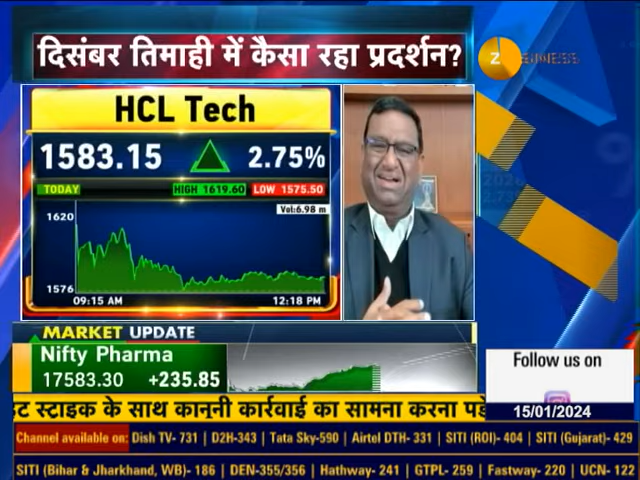 दिसंबर तिमाही में कैसा रहा प्रदर्शन?
Z BUSINESS
HCL Tech
1583.15 2.75%
TODAY HIGH 1619.60 LOW 1575.50
Vol:6.98 m
1620
1576
09:15 AM 12:18 PM
MARKET UPDATE
Nifty Pharma
17583.30 +235.85
Follow us on
स्टाइक के साथ कानूनी कार्रवाई का सामना करना
15/01/2024
Channel available on: Dish TV- 731 | D2H-343 | Tata Sky-590 | Airtel DTH- 331 | SITI (ROI)- 404 | SITI (Gujarat)- 429
SITI (Bihar & Jharkhand, WB)- 186 | DEN-355/356 | Hathway- 241 | GTPL- 259 | Fastway- 220 | UCN- 122